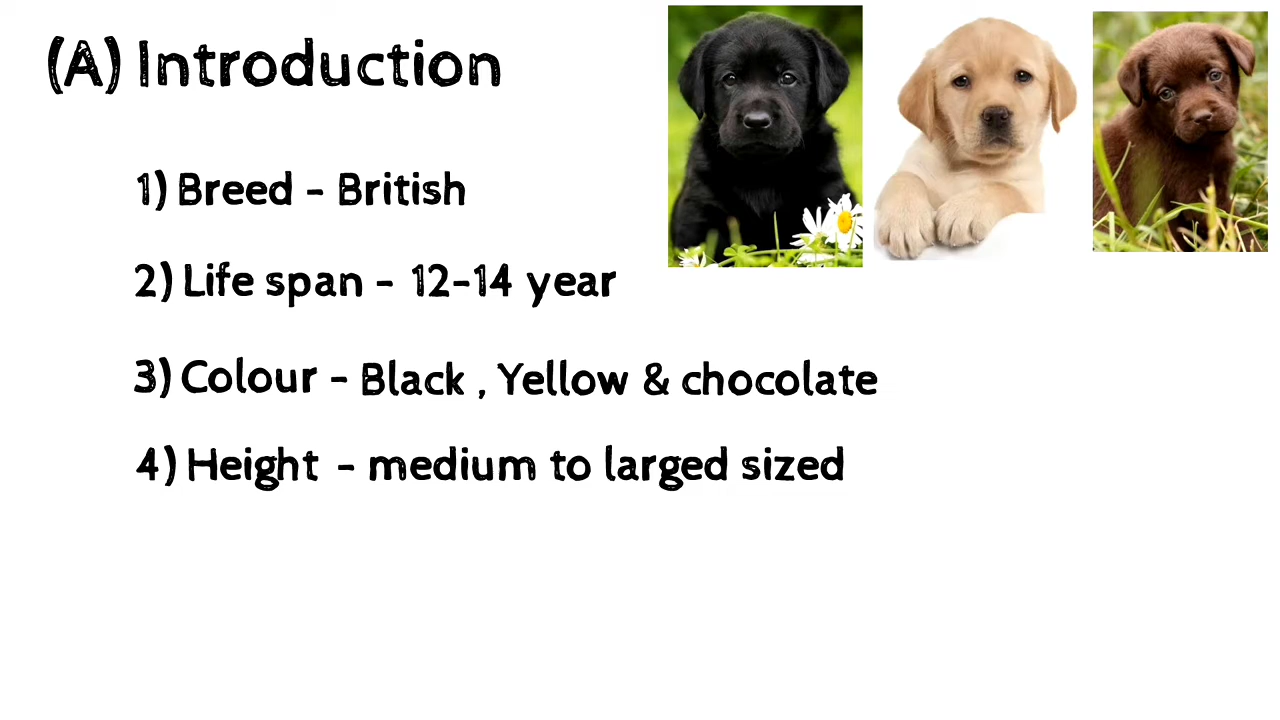 (A) Introduction
1) Breed - British
2) Life span - 12-14 year
3) Colour - Black , Yellow & chocolate
4) Height - medium to larged sized